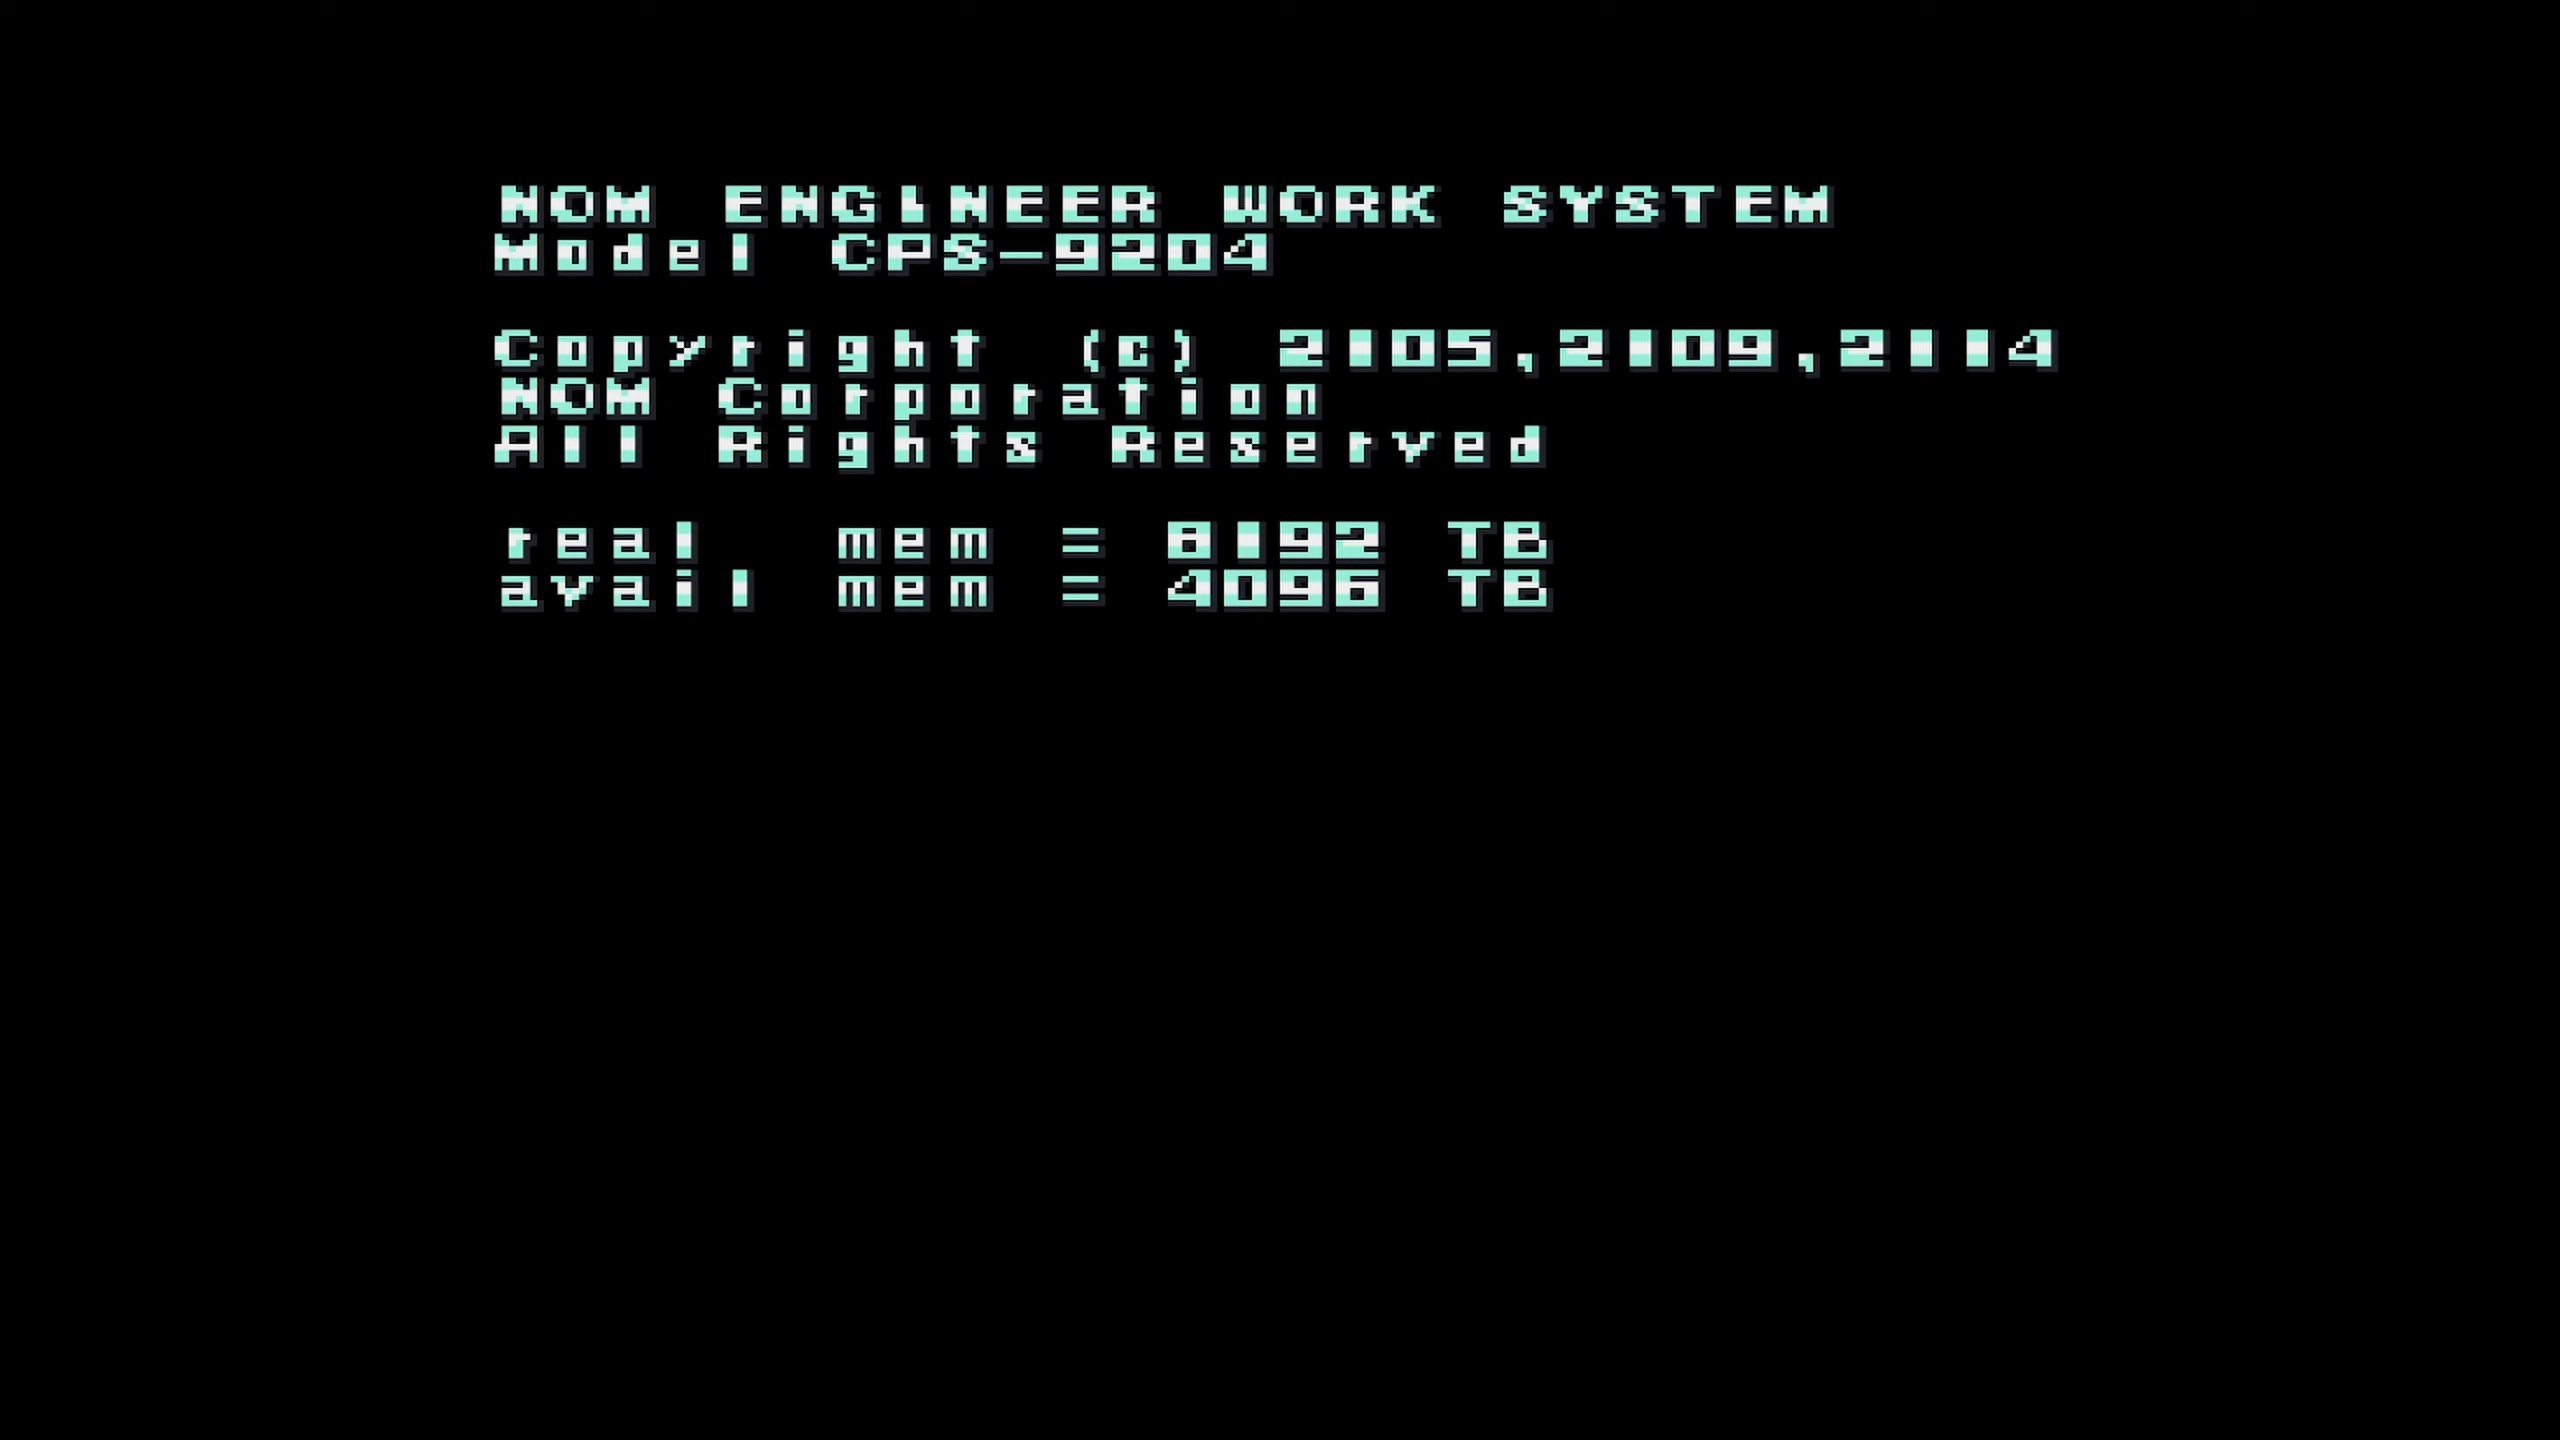 NOM ENGINEER WORK SYSTEM
Model CPS-9204
Copyright (c) 2105,2109,2114
NOM Corporation
All Rights Reserved
real  mem = 8192 TB
avail mem = 4096 TB